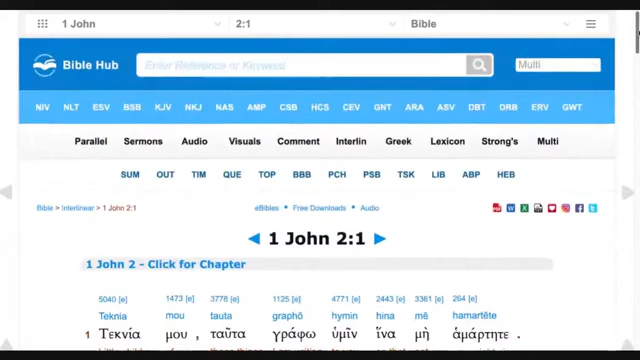 1 John 2:1 Bible
Bible Hub Enter Reference or Keyword Multi
NIV NLT ESV BSB KJV NKJ NAS AMP CSB HCS CEV GNT ARA ASV DBT DRB ERV GWT
Parallel Sermons Audio Visuals Comment Interlin Greek Lexicon Strong's Multi
SUM OUT TIM QUE TOP BBB PCH PSB TSK LIB ABP HEB
Bible > Interlinear > 1 John 2:1 eBibles • Free Downloads • Audio
◄ 1 John 2:1 ►
1 John 2 - Click for Chapter
5040 [e] 1473 [e] 3778 [e] 1125 [e] 4771 [e] 2443 [e] 3361 [e] 264 [e]
Teknia mou tauta graphō hymin hina mē hamartēte
1 Τεκνία μου , ταῦτα γράφω ὑμῖν ἵνα μὴ ἁμάρτητε .